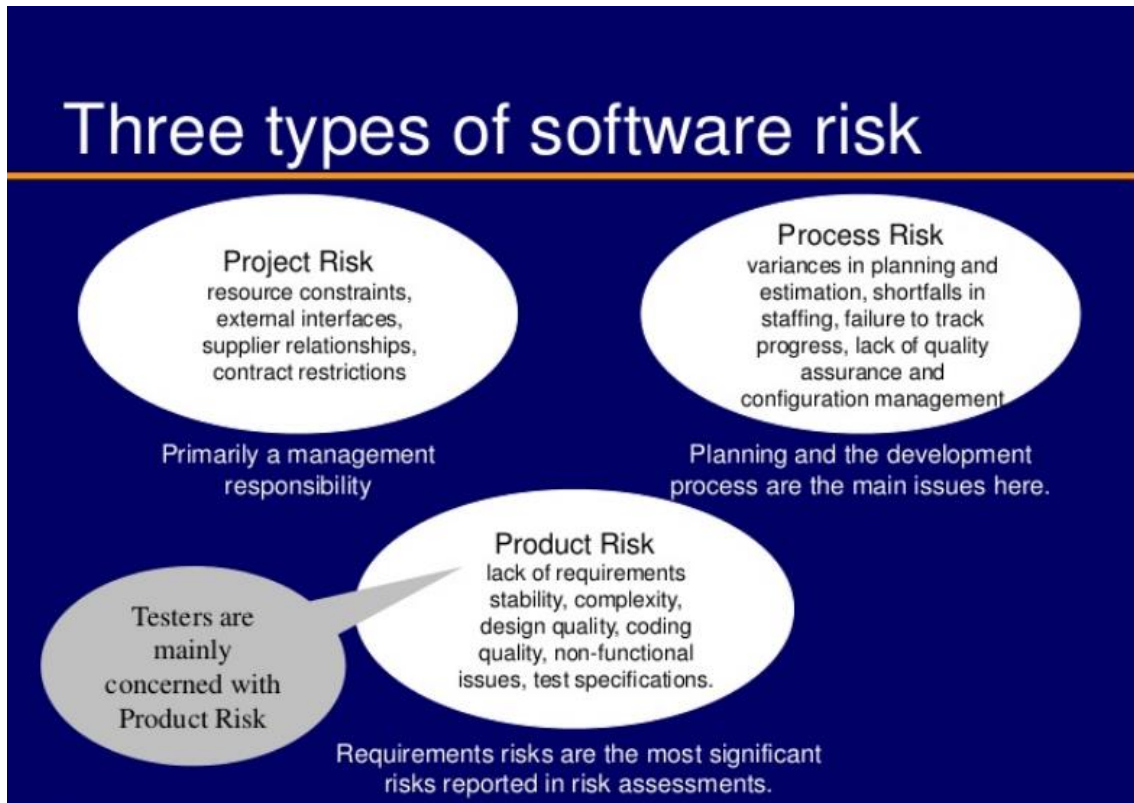 Three types of software risk
Project Risk
resource constraints,
external interfaces,
supplier relationships,
contract restrictions
Primarily a management
responsibility
Process Risk
variances in planning and
estimation, shortfalls in
staffing, failure to track
progress, lack of quality
assurance and
configuration management
Planning and the development
process are the main issues here.
Product Risk
lack of requirements
stability, complexity,
design quality, coding
quality, non-functional
issues, test specifications.
Testers are
mainly
concerned with
Product Risk
Requirements risks are the most significant
risks reported in risk assessments.